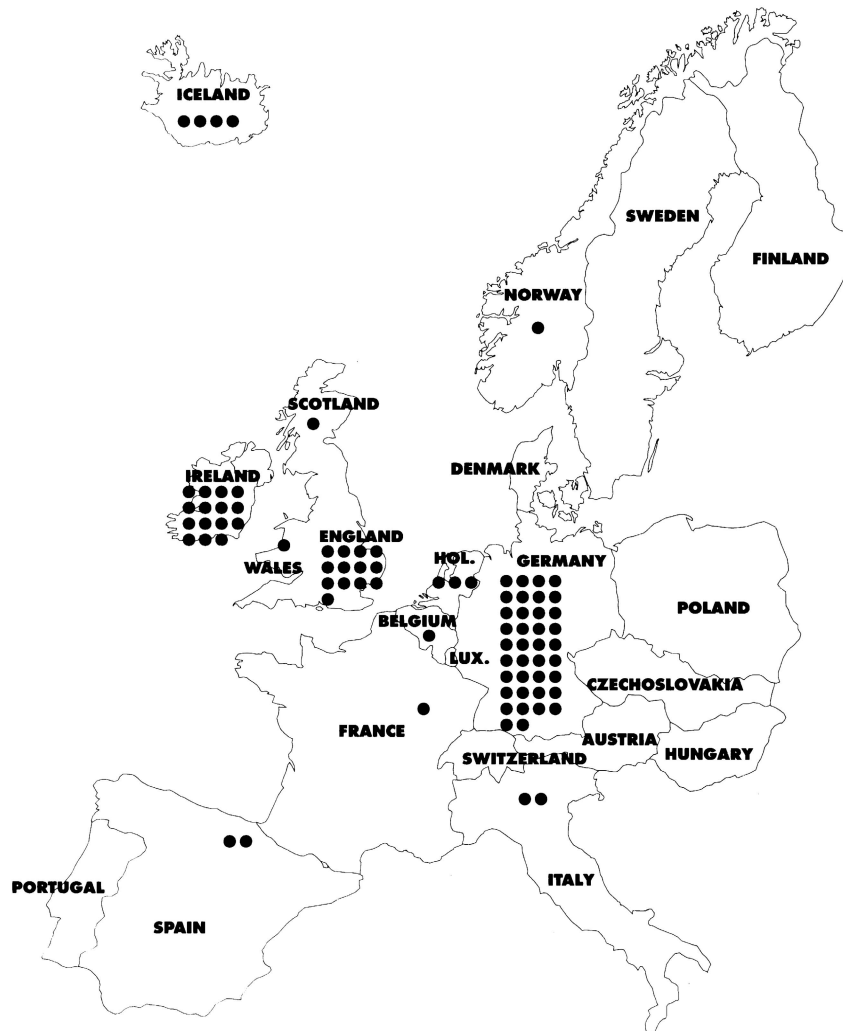 ICELAND
SWEDEN
FINLAND
NORWAY
SCOTLAND
DENMARK
IRELAND
ENGLAND
HOL.
GERMANY
WALES
POLAND
BELGIUM
LUX.
CZECHOSLOVAKIA
FRANCE
AUSTRIA
HUNGARY
SWITZERLAND
ITALY
PORTUGAL
SPAIN